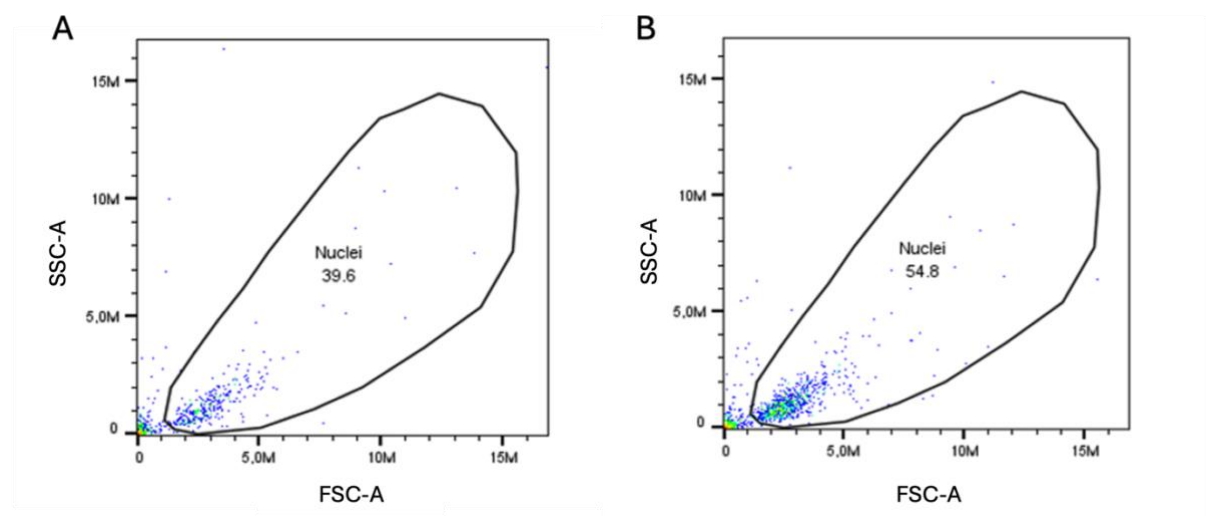 A
15M
10M
5,0M
0
SSC-A
Nuclei
39.6
0
5,0M
10M
15M
FSC-A
B
15M
10M
5,0M
0
SSC-A
Nuclei
54.8
0
5,0M
10M
15M
FSC-A